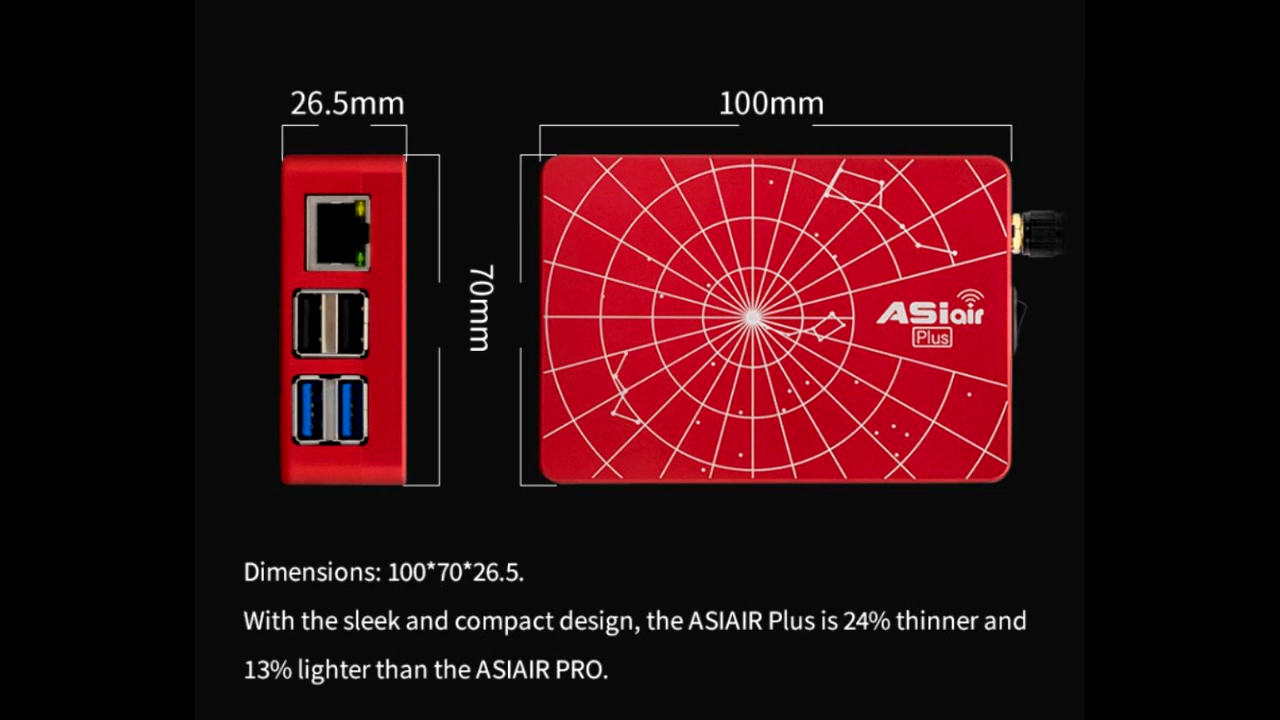 26.5mm
100mm
70mm
ASiair
Plus
Dimensions: 100*70*26.5.
With the sleek and compact design, the ASIAIR Plus is 24% thinner and
13% lighter than the ASIAIR PRO.